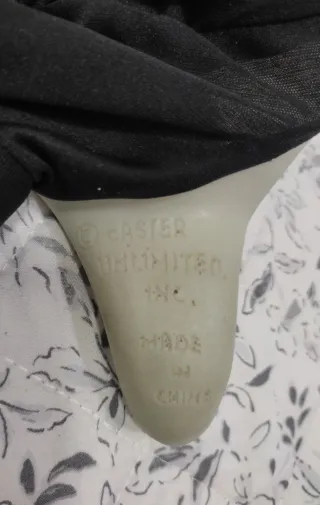 © EASTER
UNLIMITED,
INC.
MADE
IN
CHINA